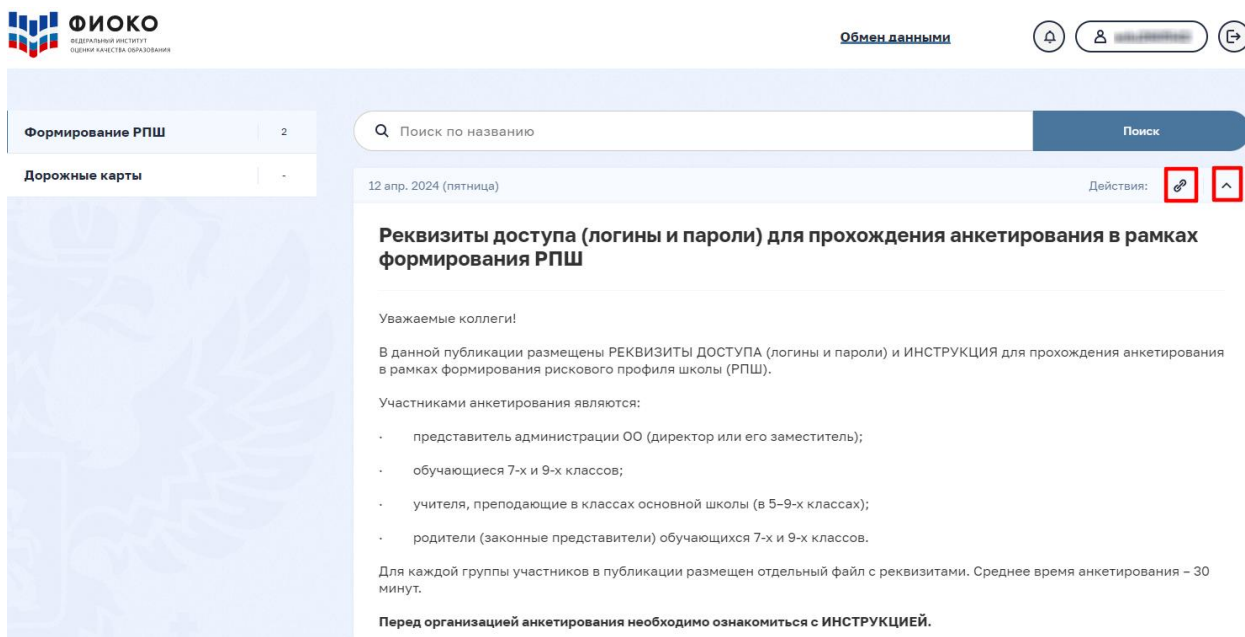 ФИОКО
ФЕДЕРАЛЬНЫЙ ИНСТИТУТ
ОЦЕНКИ КАЧЕСТВА ОБРАЗОВАНИЯ
Обмен данными
Формирование РПШ 2
Дорожные карты -
Поиск по названию
Поиск
12 апр. 2024 (пятница)
Действия:
Реквизиты доступа (логины и пароли) для прохождения анкетирования в рамках
формирования РПШ
Уважаемые коллеги!
В данной публикации размещены РЕКВИЗИТЫ ДОСТУПА (логины и пароли) и ИНСТРУКЦИЯ для прохождения анкетирования
в рамках формирования рискового профиля школы (РПШ).
Участниками анкетирования являются:
· представитель администрации ОО (директор или его заместитель);
· обучающиеся 7-х и 9-х классов;
· учителя, преподающие в классах основной школы (в 5–9-х классах);
· родители (законные представители) обучающихся 7-х и 9-х классов.
Для каждой группы участников в публикации размещен отдельный файл с реквизитами. Среднее время анкетирования – 30
минут.
Перед организацией анкетирования необходимо ознакомиться с ИНСТРУКЦИЕЙ.